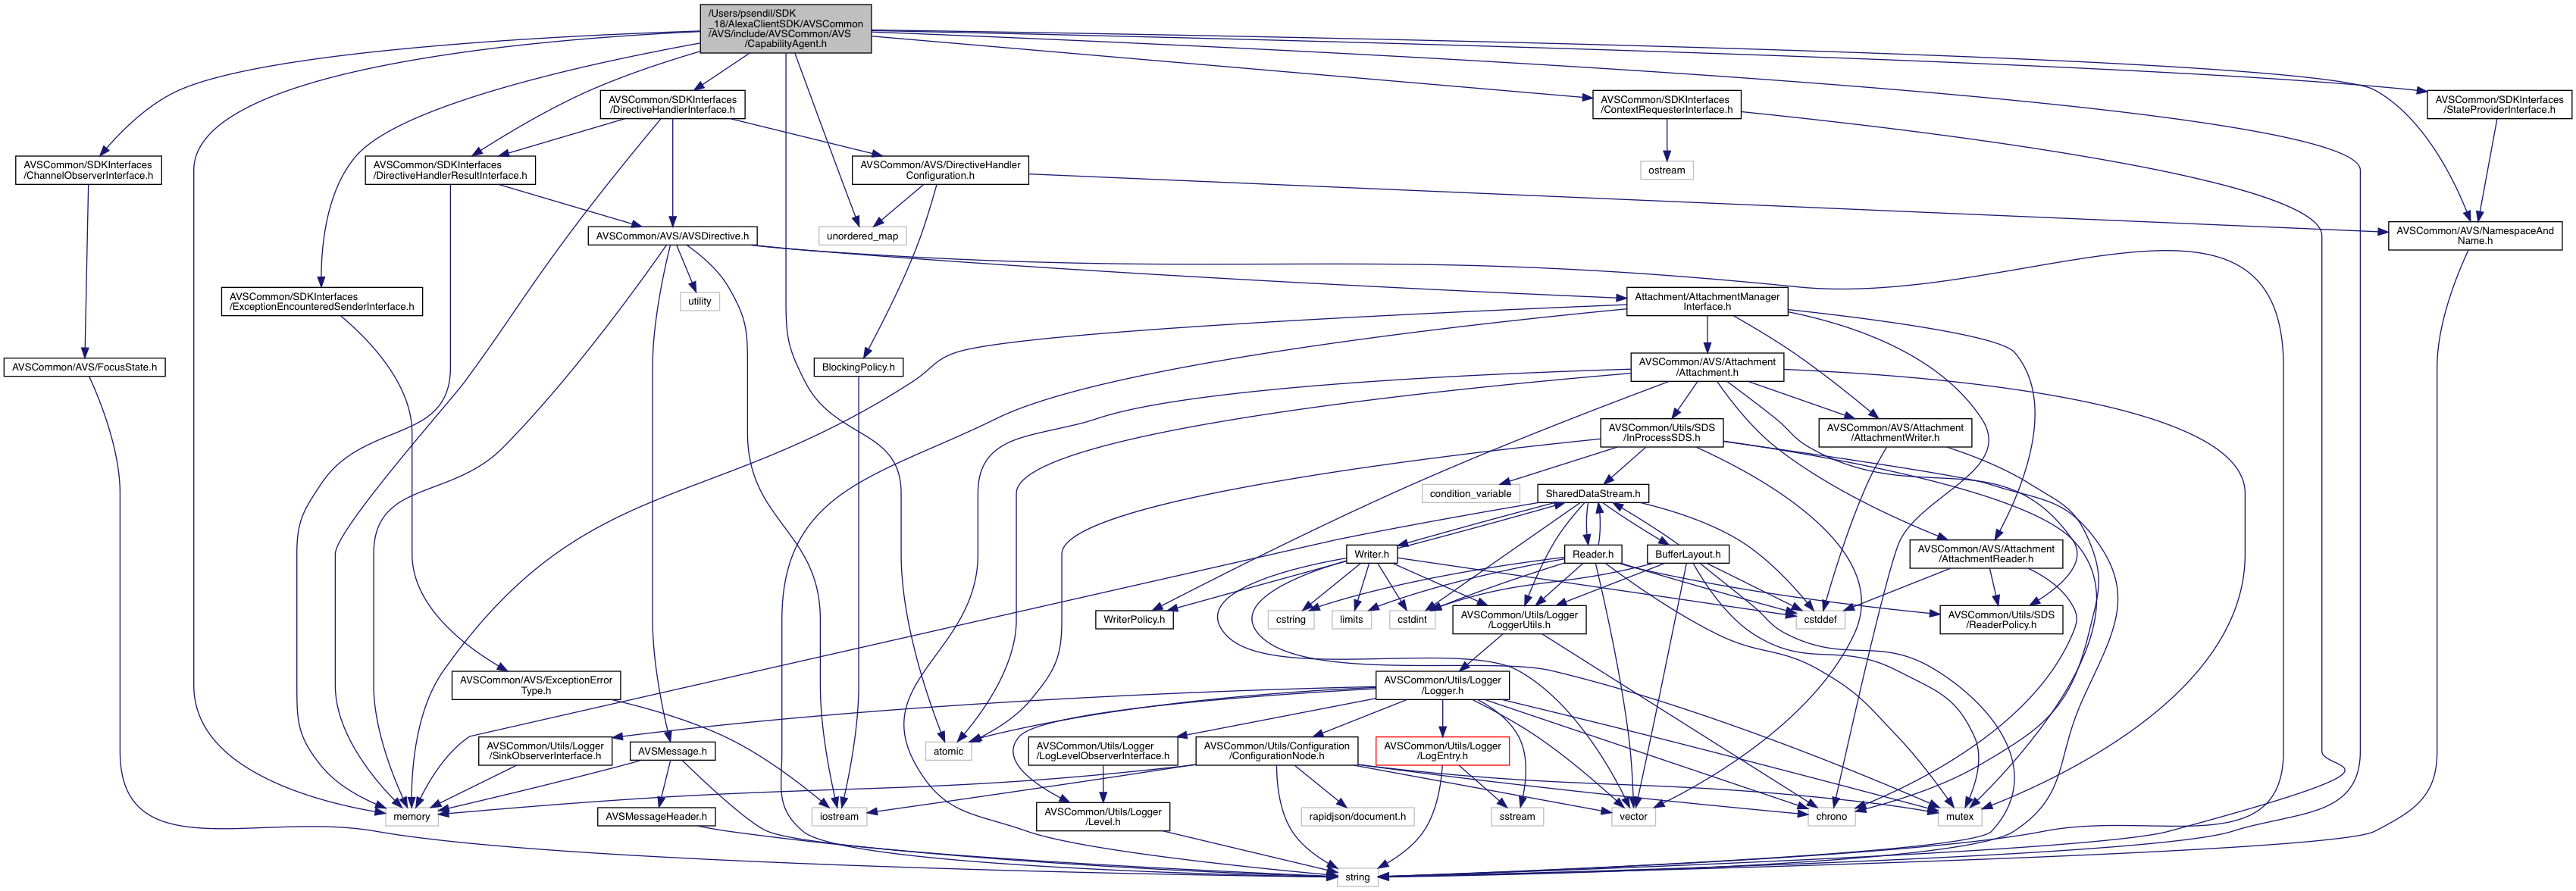 /Users/psendil/SDK
_18/AlexaClientSDK/AVSCommon
/AVS/include/AVSCommon/AVS
/CapabilityAgent.h
AVSCommon/SDKInterfaces
/DirectiveHandlerInterface.h
AVSCommon/SDKInterfaces
/ContextRequesterInterface.h
AVSCommon/SDKInterfaces
/StateProviderInterface.h
AVSCommon/SDKInterfaces
/ChannelObserverInterface.h
AVSCommon/SDKInterfaces
/DirectiveHandlerResultInterface.h
AVSCommon/AVS/DirectiveHandler
Configuration.h
ostream
AVSCommon/AVS/AVSDirective.h
unordered_map
AVSCommon/AVS/NamespaceAnd
Name.h
AVSCommon/SDKInterfaces
/ExceptionEncounteredSenderInterface.h
utility
Attachment/AttachmentManager
Interface.h
AVSCommon/AVS/FocusState.h
BlockingPolicy.h
AVSCommon/AVS/Attachment
/Attachment.h
AVSCommon/Utils/SDS
/InProcessSDS.h
AVSCommon/AVS/Attachment
/AttachmentWriter.h
condition_variable
SharedDataStream.h
Writer.h
Reader.h
BufferLayout.h
AVSCommon/AVS/Attachment
/AttachmentReader.h
WriterPolicy.h
cstring
limits
cstdint
AVSCommon/Utils/Logger
/LoggerUtils.h
cstddef
AVSCommon/Utils/SDS
/ReaderPolicy.h
AVSCommon/AVS/ExceptionError
Type.h
AVSCommon/Utils/Logger
/Logger.h
AVSCommon/Utils/Logger
/SinkObserverInterface.h
AVSMessage.h
atomic
AVSCommon/Utils/Logger
/LogLevelObserverInterface.h
AVSCommon/Utils/Configuration
/ConfigurationNode.h
AVSCommon/Utils/Logger
/LogEntry.h
memory
AVSMessageHeader.h
iostream
AVSCommon/Utils/Logger
/Level.h
rapidjson/document.h
sstream
vector
chrono
mutex
string